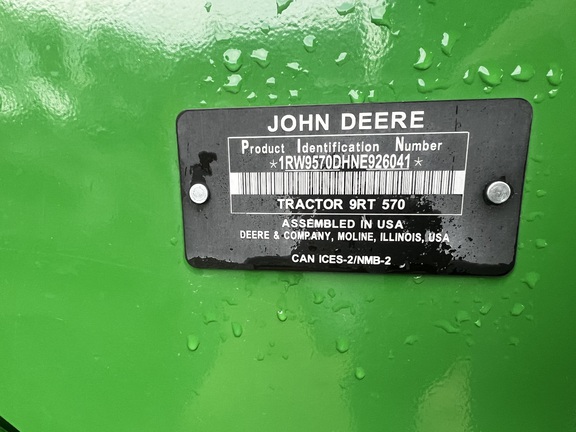 JOHN DEERE
Product Identification Number
*1RW9570DHNE926041*
TRACTOR 9RT 570
ASSEMBLED IN USA
DEERE & COMPANY, MOLINE, ILLINOIS, USA
CAN ICES-2/NMB-2